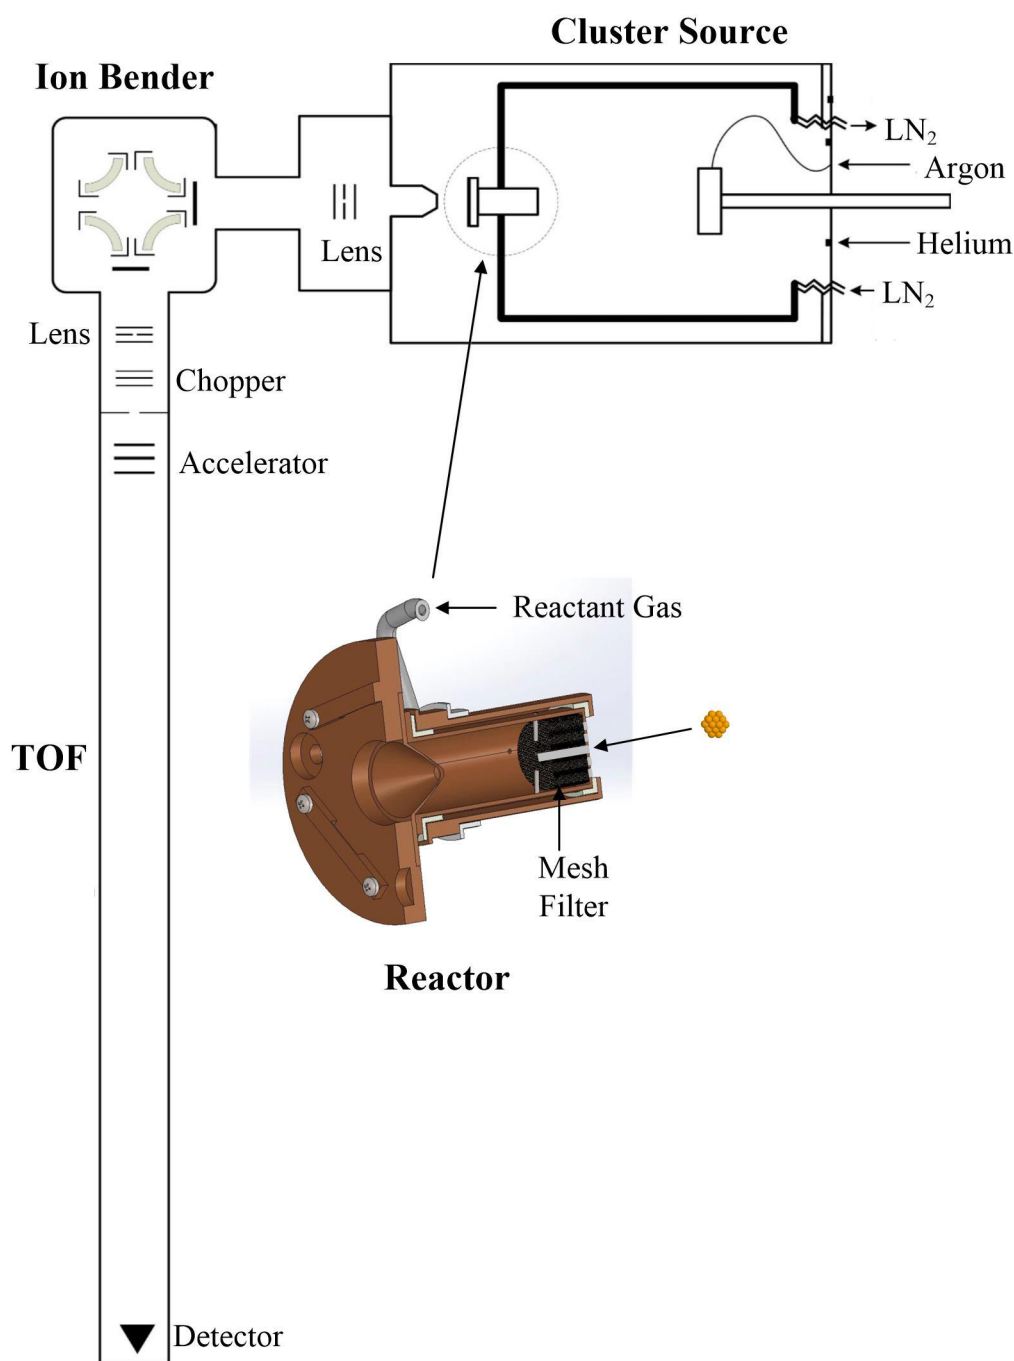 Cluster Source
Ion Bender
LN₂
Argon
Lens
Helium
LN₂
Lens
Chopper
Accelerator
Reactant Gas
TOF
Mesh
Filter
Reactor
Detector